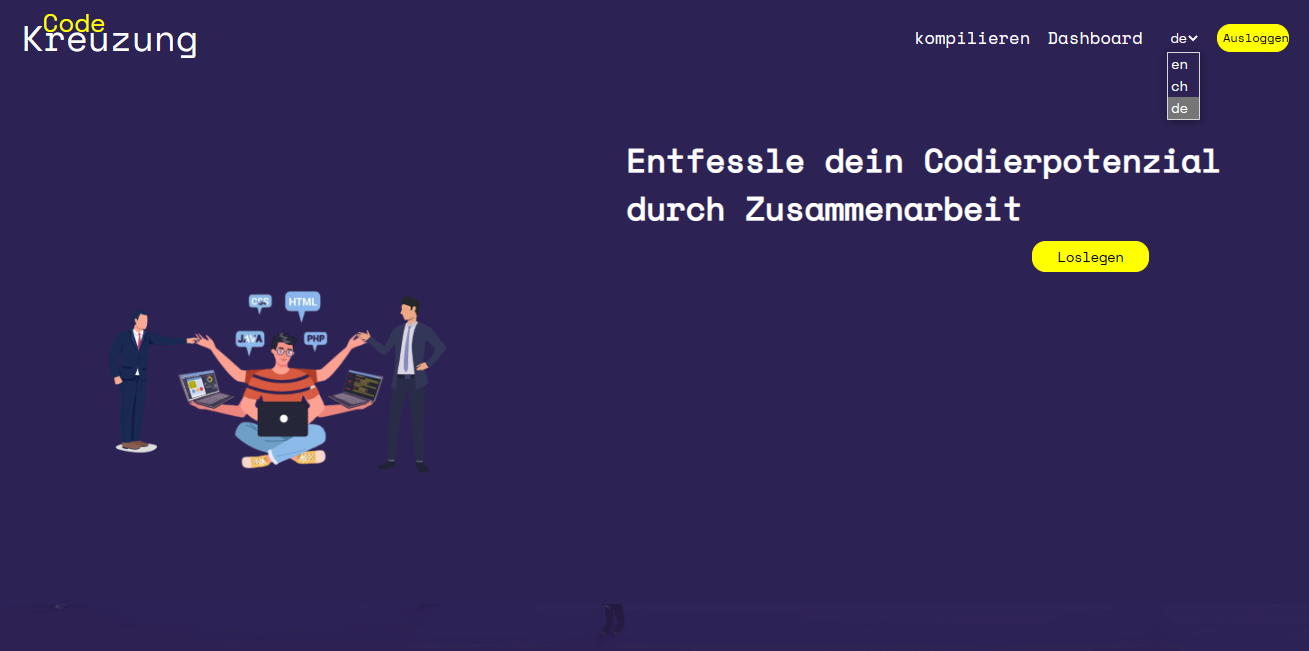 Code
Kreuzung
kompilieren Dashboard de Ausloggen
en
ch
de
Entfessle dein Codierpotenzial
durch Zusammenarbeit
Loslegen
CSS HTML
JAVA PHP